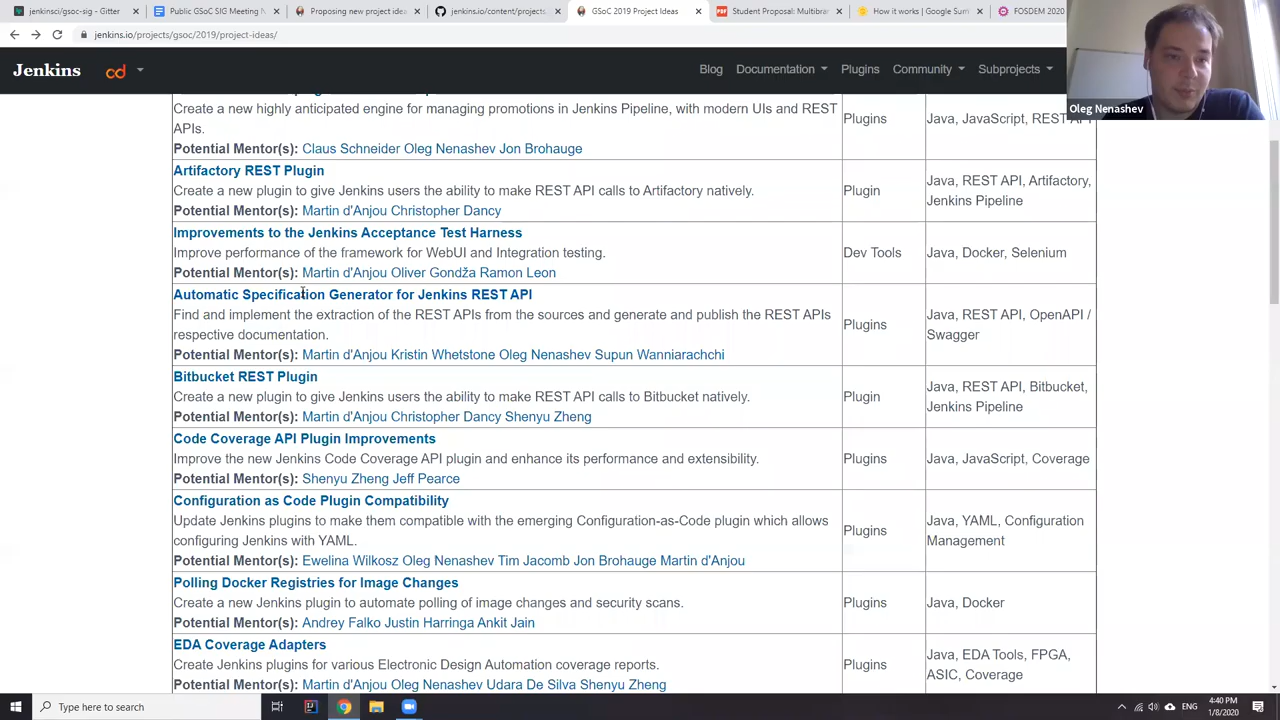 jenkinsci/gsoc-sig - Gitter
Public GSoC SIG Meeting N
Proposing new project idea
jenkins.io/content/projects
GSoC 2019 Project Ideas
Student Proposal: Multibra
How it works | Google Sum
FOSDEM 2020
jenkins.io/projects/gsoc/2019/project-ideas/
Jenkins
cd
Blog
Documentation
Plugins
Community
Subprojects
Oleg Nenashev
Create a new highly anticipated engine for managing promotions in Jenkins Pipeline, with modern UIs and REST
APIs.
Potential Mentor(s): Claus Schneider Oleg Nenashev Jon Brohauge
Plugins
Java, JavaScript, REST API
Artifactory REST Plugin
Create a new plugin to give Jenkins users the ability to make REST API calls to Artifactory natively.
Potential Mentor(s): Martin d'Anjou Christopher Dancy
Plugin
Java, REST API, Artifactory,
Jenkins Pipeline
Improvements to the Jenkins Acceptance Test Harness
Improve performance of the framework for WebUI and Integration testing.
Potential Mentor(s): Martin d'Anjou Oliver Gondža Ramon Leon
Dev Tools
Java, Docker, Selenium
Automatic Specification Generator for Jenkins REST API
Find and implement the extraction of the REST APIs from the sources and generate and publish the REST APIs
respective documentation.
Potential Mentor(s): Martin d'Anjou Kristin Whetstone Oleg Nenashev Supun Wanniarachchi
Plugins
Java, REST API, OpenAPI /
Swagger
Bitbucket REST Plugin
Create a new plugin to give Jenkins users the ability to make REST API calls to Bitbucket natively.
Potential Mentor(s): Martin d'Anjou Christopher Dancy Shenyu Zheng
Plugin
Java, REST API, Bitbucket,
Jenkins Pipeline
Code Coverage API Plugin Improvements
Improve the new Jenkins Code Coverage API plugin and enhance its performance and extensibility.
Potential Mentor(s): Shenyu Zheng Jeff Pearce
Plugins
Java, JavaScript, Coverage
Configuration as Code Plugin Compatibility
Update Jenkins plugins to make them compatible with the emerging Configuration-as-Code plugin which allows
configuring Jenkins with YAML.
Potential Mentor(s): Ewelina Wilkosz Oleg Nenashev Tim Jacomb Jon Brohauge Martin d'Anjou
Plugins
Java, YAML, Configuration
Management
Polling Docker Registries for Image Changes
Create a new Jenkins plugin to automate polling of image changes and security scans.
Potential Mentor(s): Andrey Falko Justin Harringa Ankit Jain
Plugins
Java, Docker
EDA Coverage Adapters
Create Jenkins plugins for various Electronic Design Automation coverage reports.
Potential Mentor(s): Martin d'Anjou Oleg Nenashev Udara De Silva Shenyu Zheng
Plugins
Java, EDA Tools, FPGA,
ASIC, Coverage
Type here to search
ENG
4:40 PM
1/8/2020